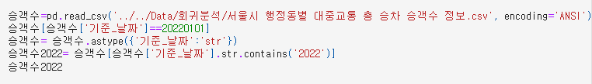 승객수=pd.read_csv('../../Data/회귀분석/서울시 행정동별 대중교통 총 승차 승객수 정보.csv', encoding='ANSI')
승객수[승객수['기준_날짜']==20220101]
승객수= 승객수.astype({'기준_날짜':'str'})
승객수2022= 승객수[승객수['기준_날짜'].str.contains('2022')]
승객수2022